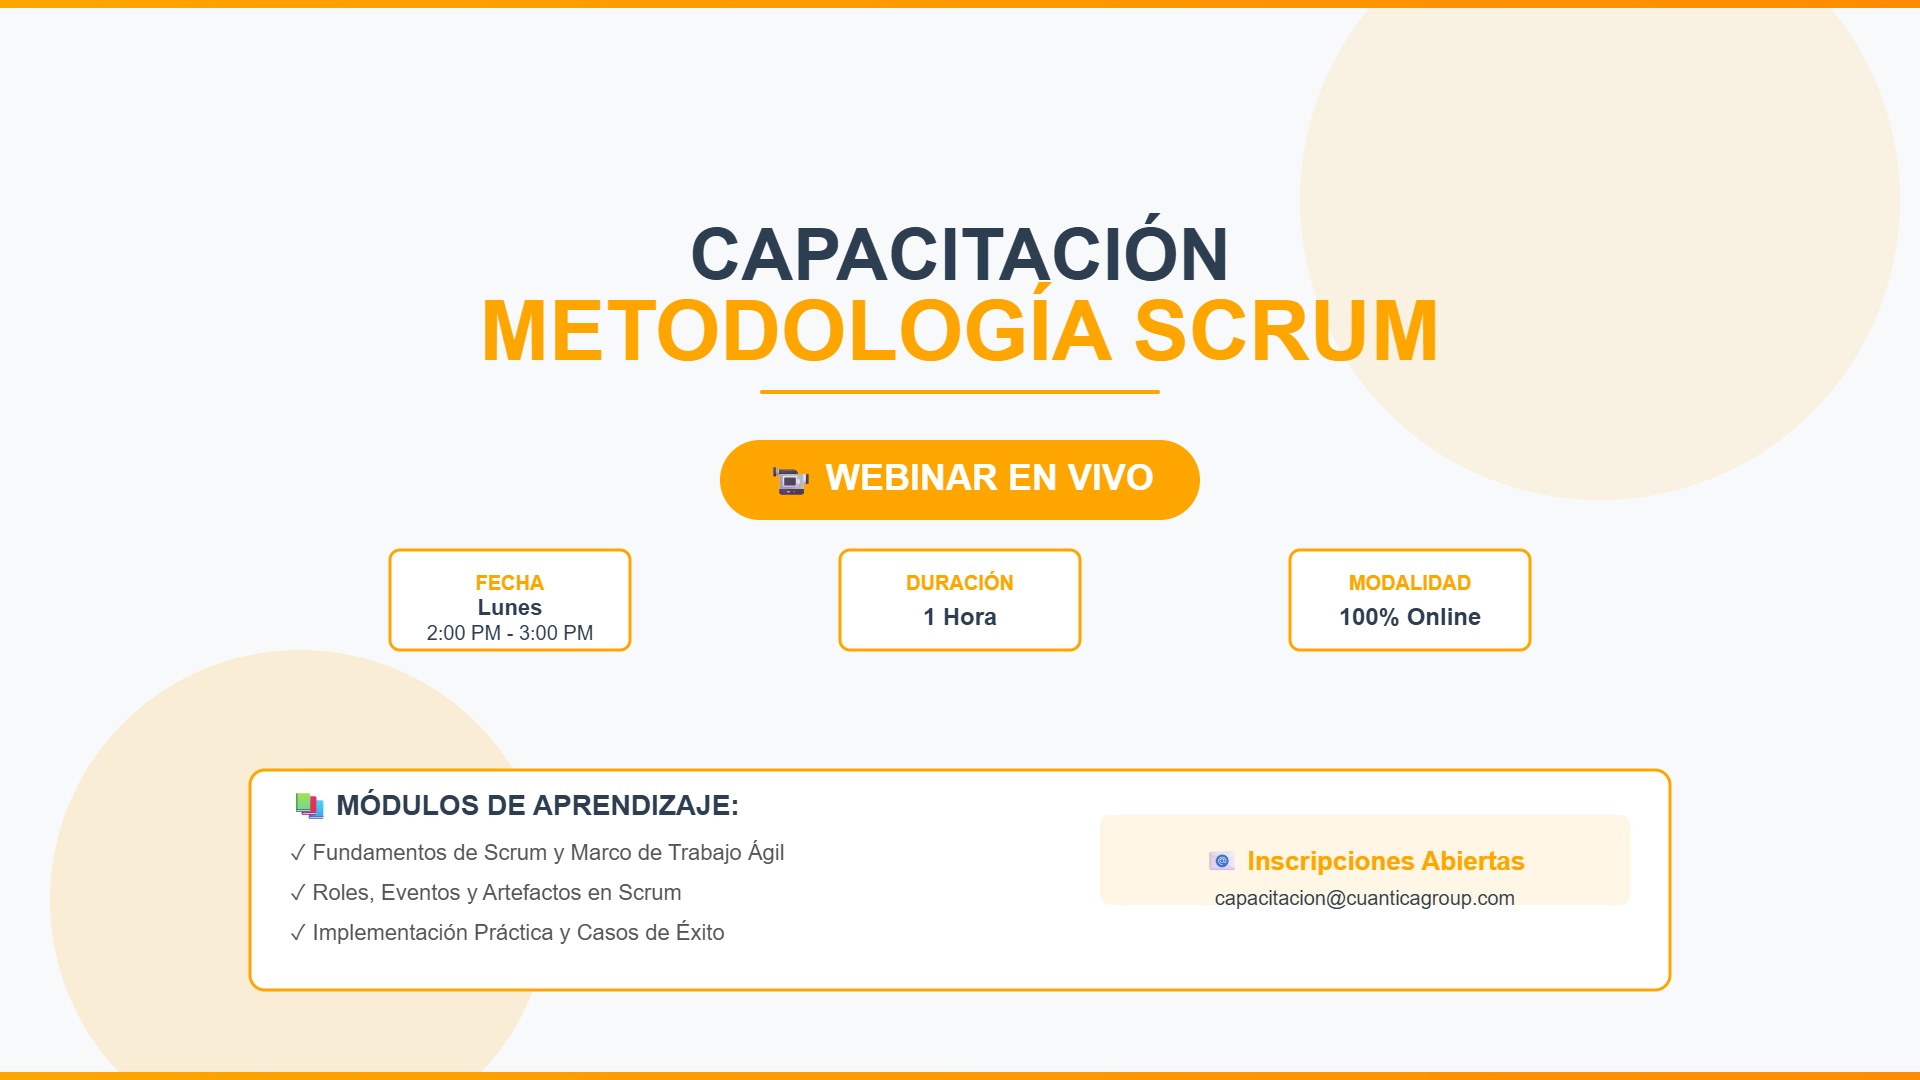 CAPACITACIÓN
METODOLOGÍA SCRUM
WEBINAR EN VIVO
FECHA
Lunes
2:00 PM - 3:00 PM
DURACIÓN
1 Hora
MODALIDAD
100% Online
MÓDULOS DE APRENDIZAJE:
✓ Fundamentos de Scrum y Marco de Trabajo Ágil
✓ Roles, Eventos y Artefactos en Scrum
✓ Implementación Práctica y Casos de Éxito
Inscripciones Abiertas
capacitacion@cuanticagroup.com